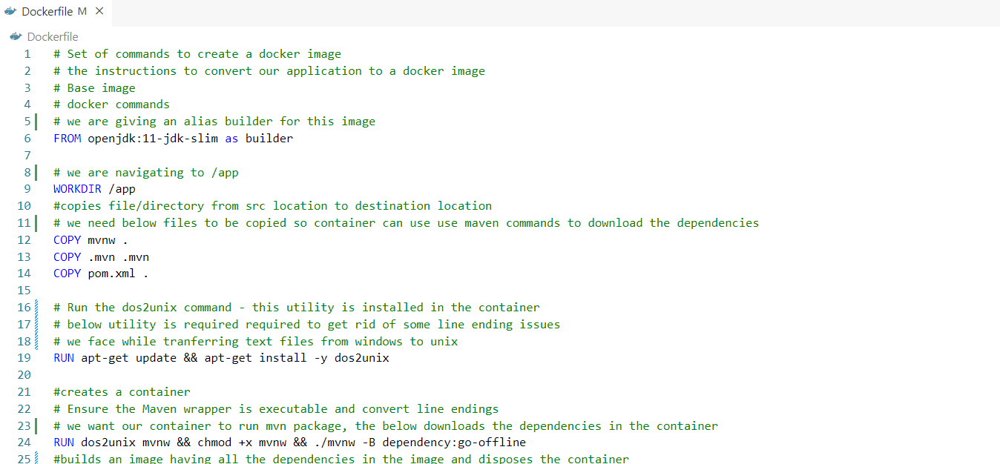 Dockerfile M ×
Dockerfile
1 # Set of commands to create a docker image
2 # the instructions to convert our application to a docker image
3 # Base image
4 # docker commands
5 # we are giving an alias builder for this image
6 FROM openjdk:11-jdk-slim as builder
7
8 # we are navigating to /app
9 WORKDIR /app
10 #copies file/directory from src location to destination location
11 # we need below files to be copied so container can use use maven commands to download the dependencies
12 COPY mvnw .
13 COPY .mvn .mvn
14 COPY pom.xml .
15
16 # Run the dos2unix command - this utility is installed in the container
17 # below utility is required required to get rid of some line ending issues
18 # we face while tranferring text files from windows to unix
19 RUN apt-get update && apt-get install -y dos2unix
20
21 #creates a container
22 # Ensure the Maven wrapper is executable and convert line endings
23 # we want our container to run mvn package, the below downloads the dependencies in the container
24 RUN dos2unix mvnw && chmod +x mvnw && ./mvnw -B dependency:go-offline
25 #builds an image having all the dependencies in the image and disposes the container